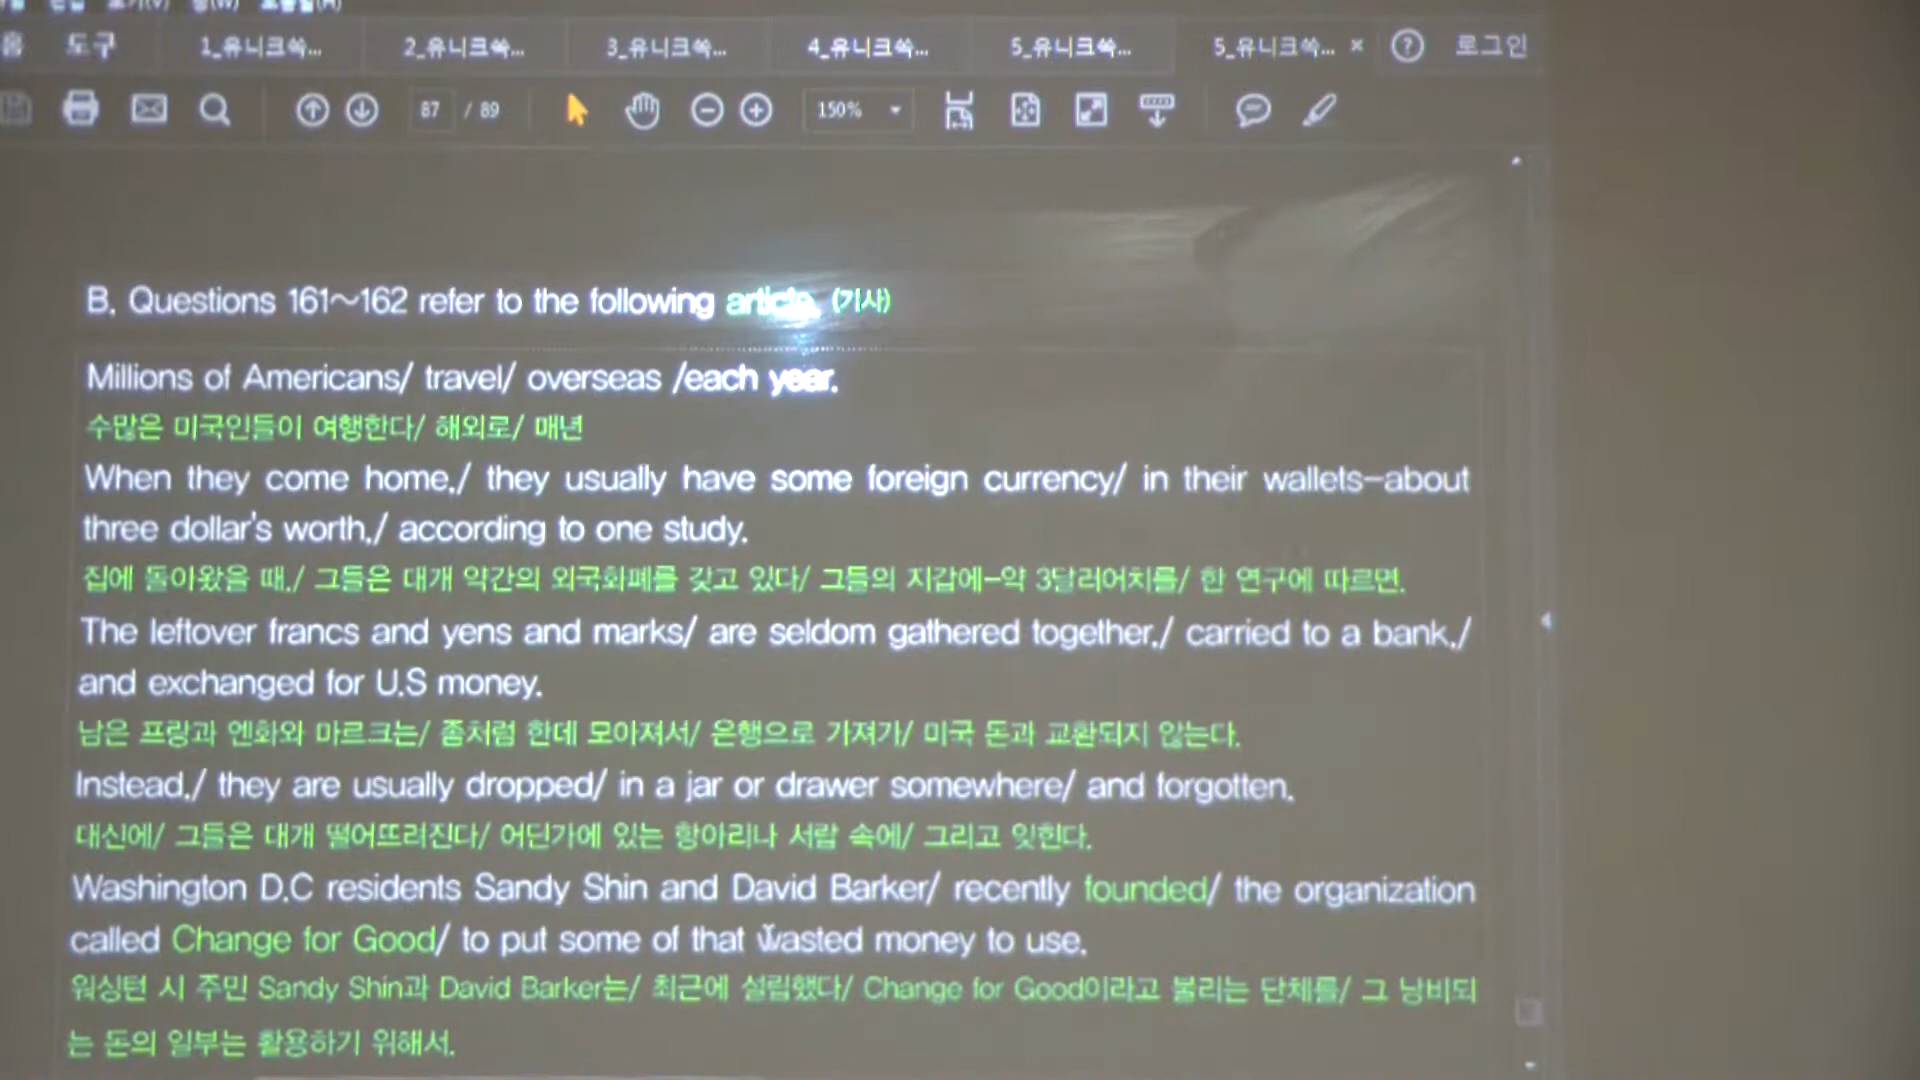 도구
1_유니크쏙...
2_유니크쏙...
3_유니크쏙...
4_유니크쏙...
5_유니크쏙...
5_유니크쏙... ×
?
로그인
87 / 89
150%
B. Questions 161~162 refer to the following article. (기사)
Millions of Americans/ travel/ overseas /each year.
수많은 미국인들이 여행한다/ 해외로/ 매년
When they come home,/ they usually have some foreign currency/ in their wallets-about
three dollar's worth,/ according to one study.
집에 돌아왔을 때,/ 그들은 대개 약간의 외국화폐를 갖고 있다/ 그들의 지갑에-약 3달러어치를/ 한 연구에 따르면.
The leftover francs and yens and marks/ are seldom gathered together,/ carried to a bank,/
and exchanged for U.S money.
남은 프랑과 엔화와 마르크는/ 좀처럼 한데 모아져서/ 은행으로 가져가/ 미국 돈과 교환되지 않는다.
Instead,/ they are usually dropped/ in a jar or drawer somewhere/ and forgotten.
대신에/ 그들은 대개 떨어뜨려진다/ 어딘가에 있는 항아리나 서랍 속에/ 그리고 잊힌다.
Washington D.C residents Sandy Shin and David Barker/ recently founded/ the organization
called Change for Good/ to put some of that wasted money to use.
워싱턴 시 주민 Sandy Shin과 David Barker는/ 최근에 설립했다/ Change for Good이라고 불리는 단체를/ 그 낭비되
는 돈의 일부는 활용하기 위해서.